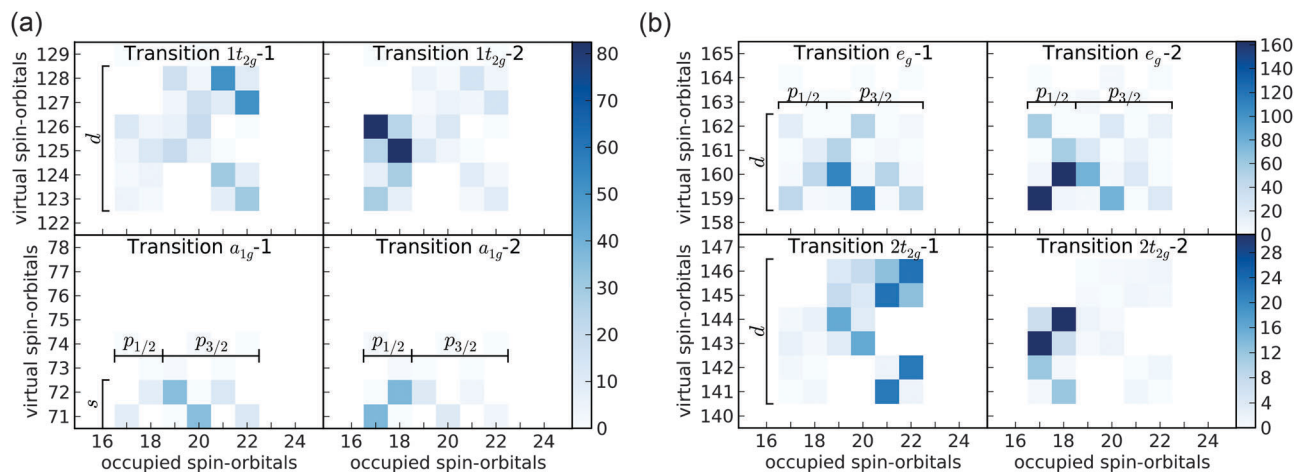 (a)
Transition 1t2g-1
Transition 1t2g-2
129
128
127
126
125
124
123
122
virtual spin-orbitals
d
80
70
60
50
40
30
20
10
0
Transition a1g-1
Transition a1g-2
78
77
76
75
74
73
72
71
virtual spin-orbitals
p1/2
p3/2
p1/2
p3/2
s
16 18 20 22 24
16 18 20 22 24
occupied spin-orbitals
occupied spin-orbitals
(b)
Transition eg-1
Transition eg-2
165
164
163
162
161
160
159
158
virtual spin-orbitals
p1/2
p3/2
p1/2
p3/2
d
160
140
120
100
80
60
40
20
0
Transition 2t2g-1
Transition 2t2g-2
147
146
145
144
143
142
141
140
virtual spin-orbitals
d
28
24
20
16
12
8
4
0
16 18 20 22 24
16 18 20 22 24
occupied spin-orbitals
occupied spin-orbitals